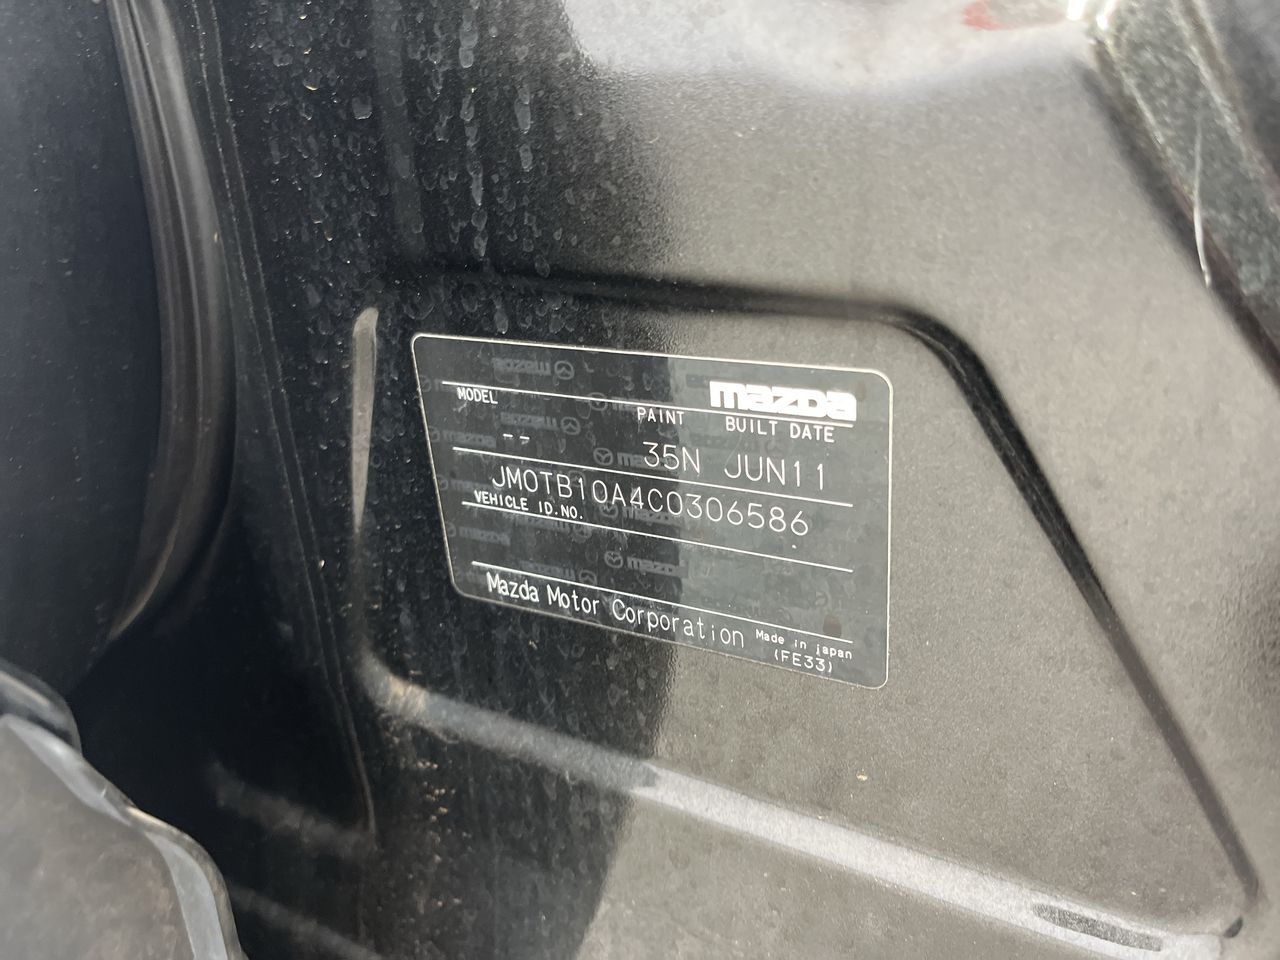 mazda
MODEL PAINT BUILT DATE
-- 35N JUN11
JM0TB10A4C0306586
VEHICLE ID.NO.
Mazda Motor Corporation Made in japan
(FE33)